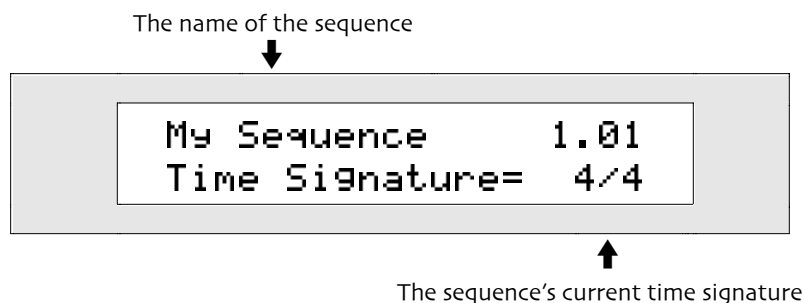 The name of the sequence
My Sequence 1.01
Time Signature= 4/4
The sequence's current time signature